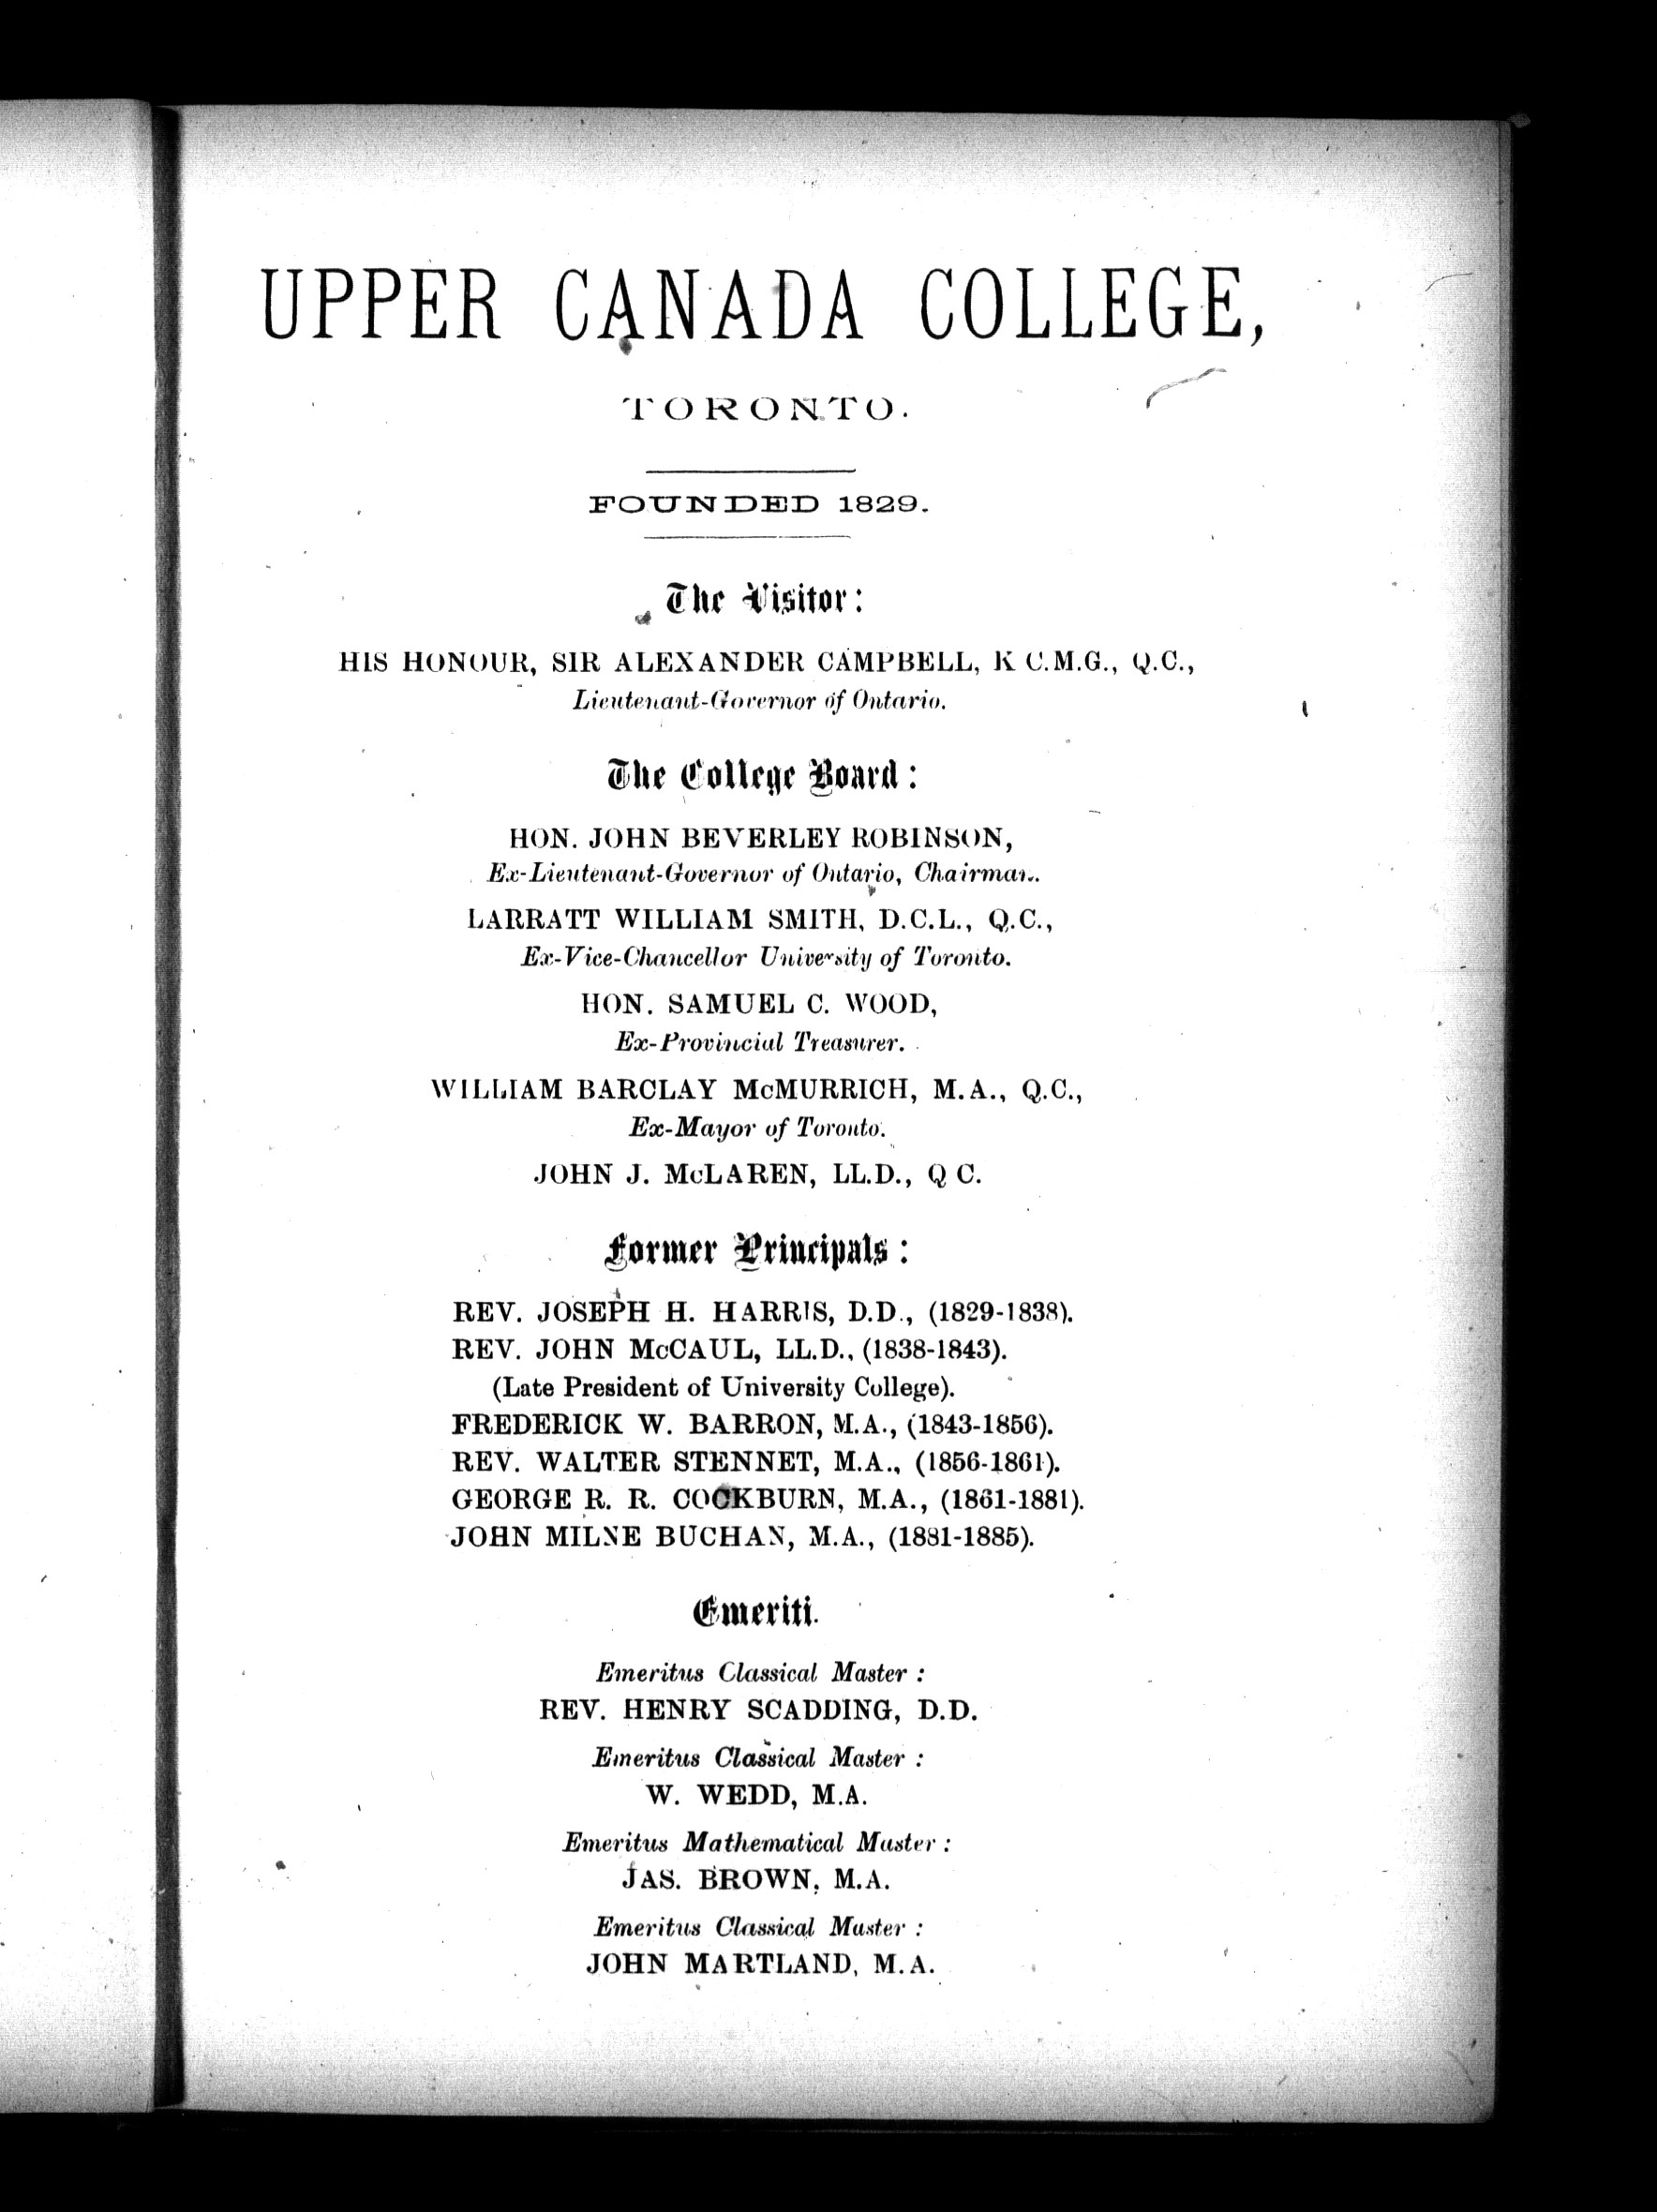 UPPER CANADA COLLEGE,
TORONTO.
FOUNDED 1829.
The Visitor:
HIS HONOUR, SIR ALEXANDER CAMPBELL, K C.M.G., Q.C.,
Lieutenant-Governor of Ontario.
The College Board:
HON. JOHN BEVERLEY ROBINSON,
Ex-Lieutenant-Governor of Ontario, Chairman.
LARRATT WILLIAM SMITH, D.C.L., Q.C.,
Ex-Vice-Chancellor University of Toronto.
HON. SAMUEL C. WOOD,
Ex-Provincial Treasurer.
WILLIAM BARCLAY McMURRICH, M.A., Q.C.,
Ex-Mayor of Toronto.
JOHN J. McLAREN, LL.D., Q C.
Former Principals:
REV. JOSEPH H. HARRIS, D.D., (1829-1838).
REV. JOHN McCAUL, LL.D., (1838-1843).
(Late President of University College).
FREDERICK W. BARRON, M.A., (1843-1856).
REV. WALTER STENNET, M.A., (1856-1861).
GEORGE R. R. COCKBURN, M.A., (1861-1881).
JOHN MILNE BUCHAN, M.A., (1881-1885).
Emeriti.
Emeritus Classical Master:
REV. HENRY SCADDING, D.D.
Emeritus Classical Master:
W. WEDD, M.A.
Emeritus Mathematical Master:
JAS. BROWN, M.A.
Emeritus Classical Master:
JOHN MARTLAND, M.A.